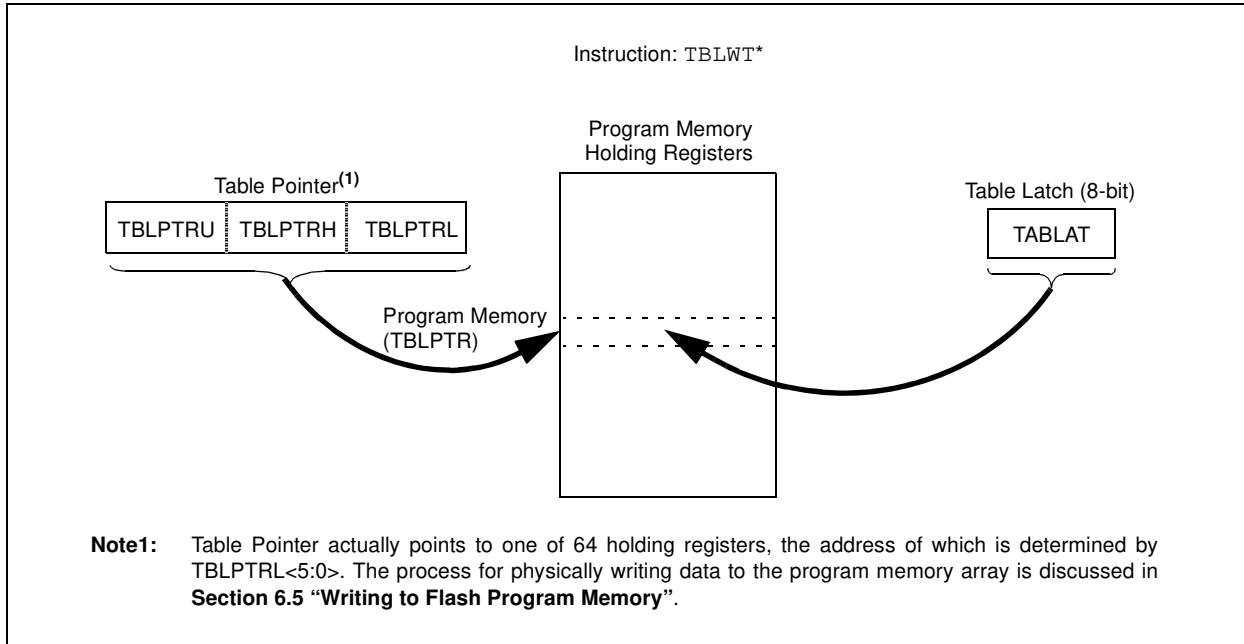 Instruction: TBLWT*
Program Memory
Holding Registers
Table Pointer(1)
Table Latch (8-bit)
TBLPTRU TBLPTRH TBLPTRL
TABLAT
Program Memory
(TBLPTR)
Note1: Table Pointer actually points to one of 64 holding registers, the address of which is determined by
TBLPTRL<5:0>. The process for physically writing data to the program memory array is discussed in
Section 6.5 “Writing to Flash Program Memory”.